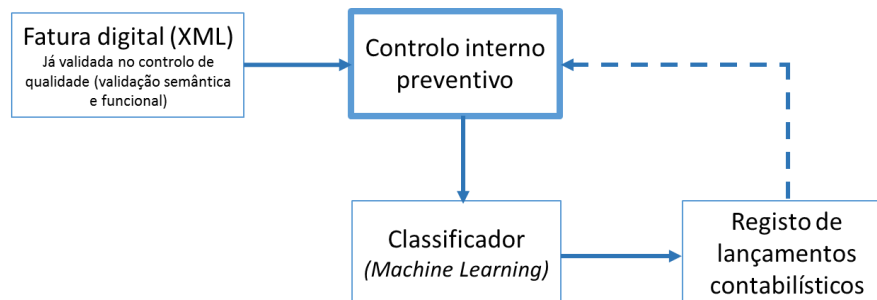 Fatura digital (XML)
Já validada no controlo de
qualidade (validação semântica
e funcional)
Controlo interno
preventivo
Classificador
(Machine Learning)
Registo de
lançamentos
contabilísticos